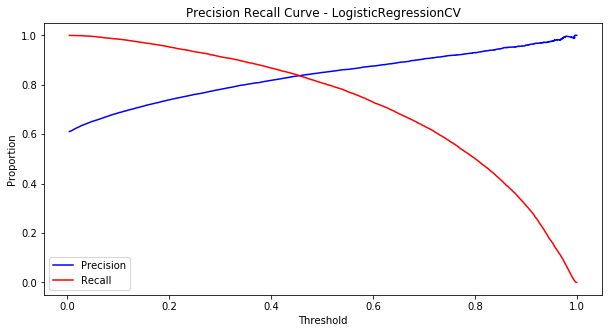 Precision Recall Curve - LogisticRegressionCV
Proportion
1.0
0.8
0.6
0.4
0.2
0.0
Precision
Recall
0.0 0.2 0.4 0.6 0.8 1.0
Threshold